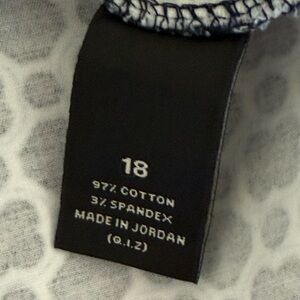 18
97% COTTON
3% SPANDEX
MADE IN JORDAN
(Q.I.Z)